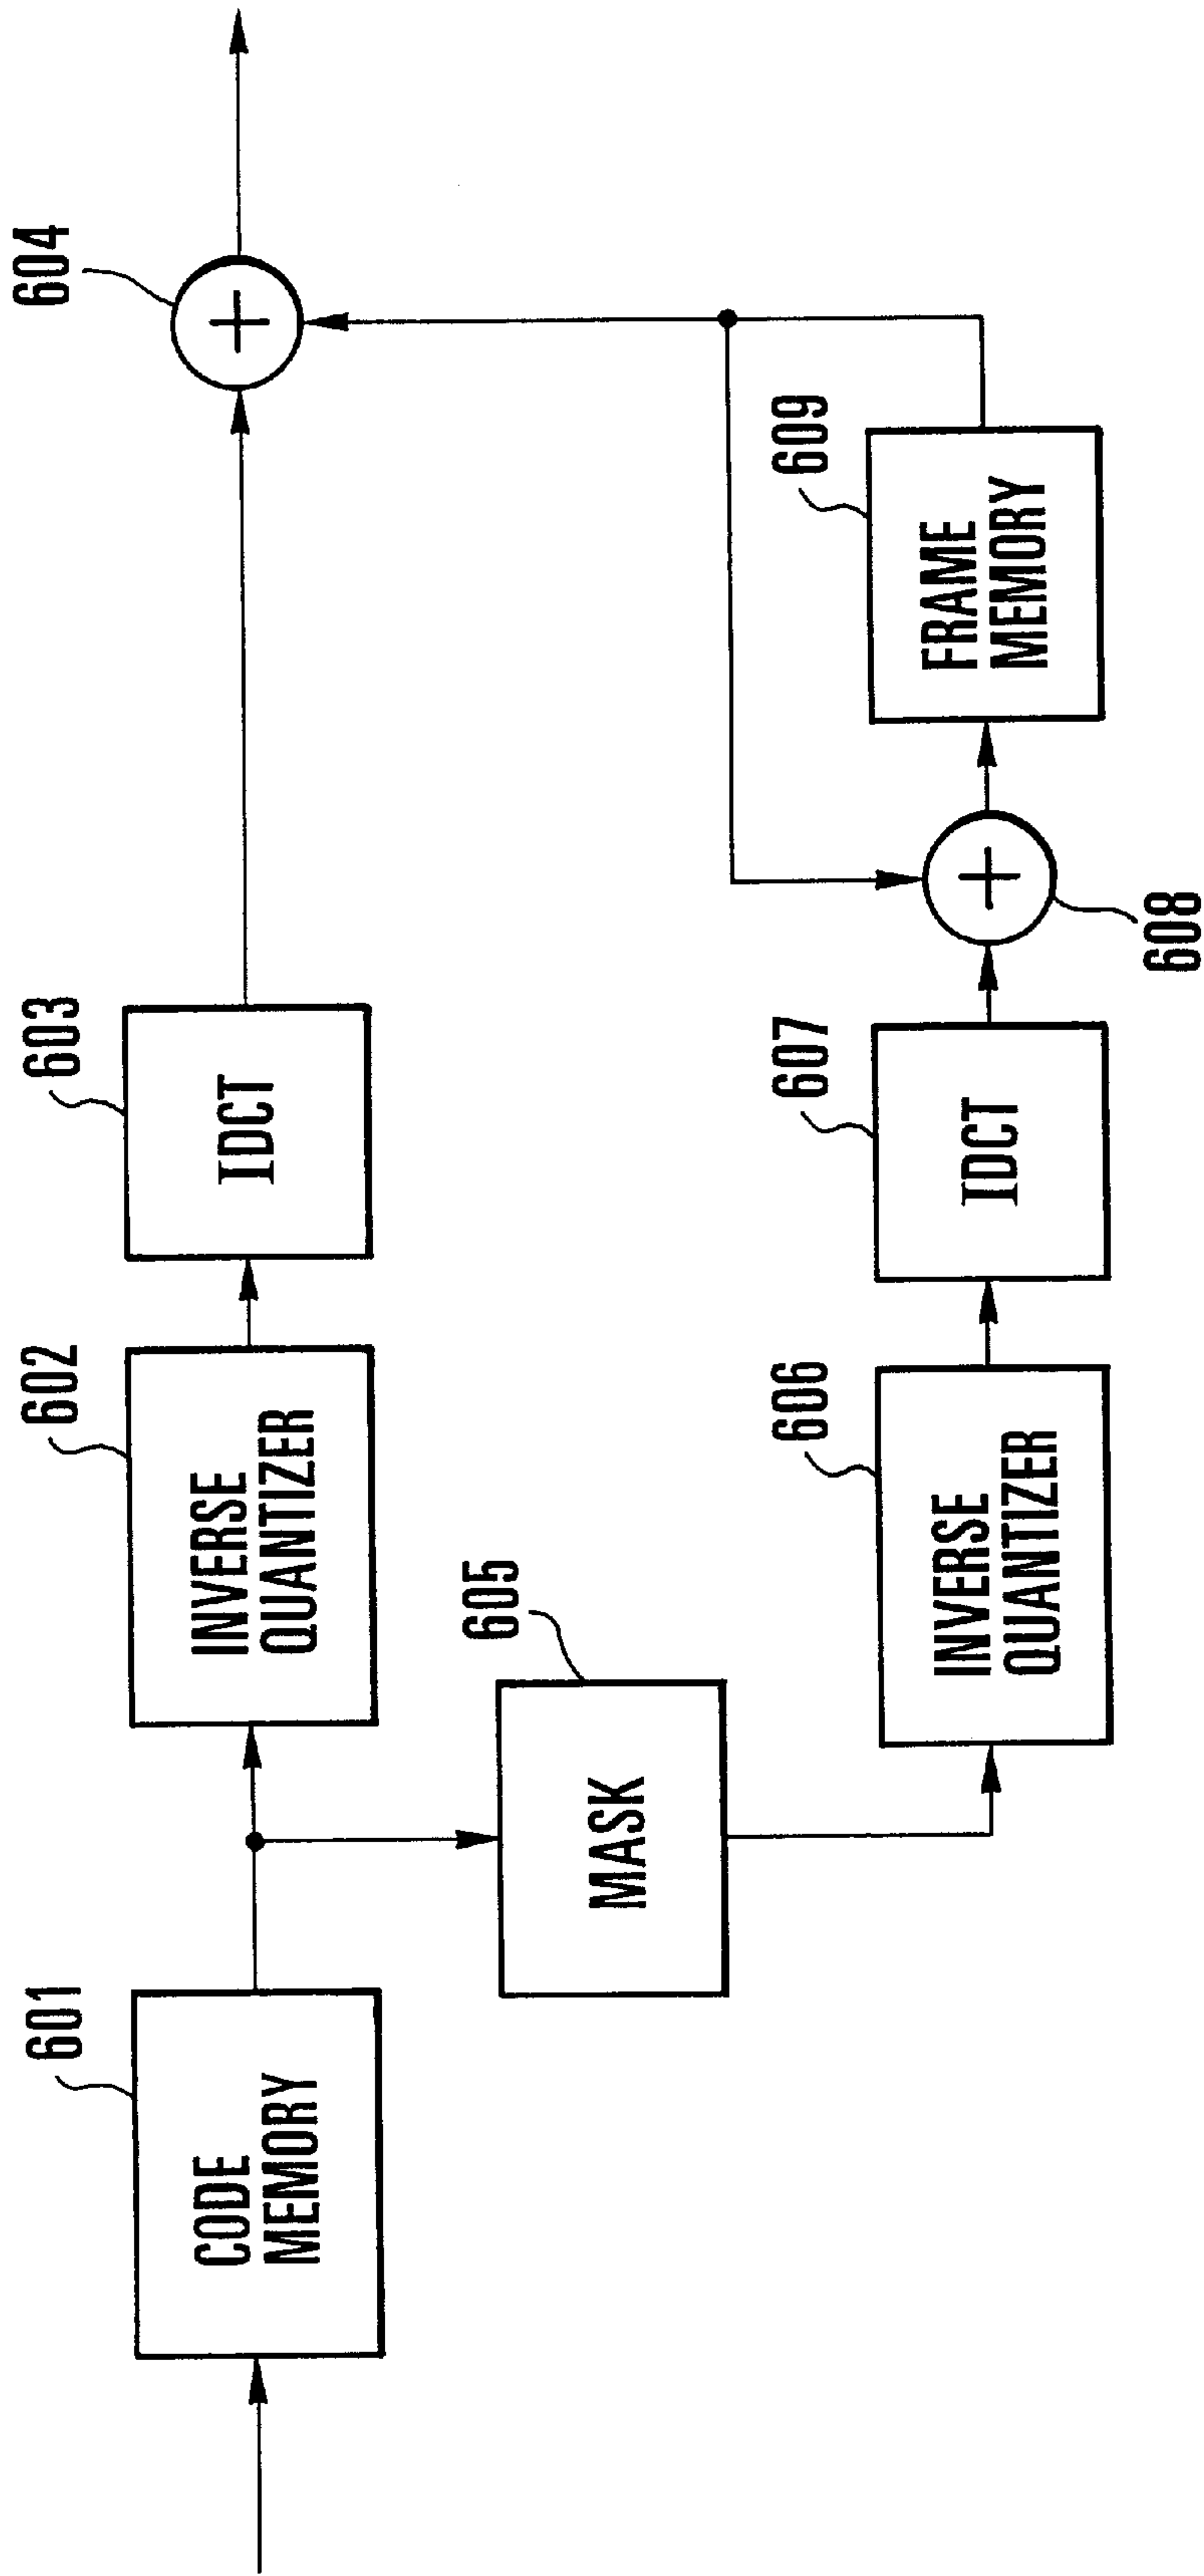 601
CODE
MEMORY
602
INVERSE
QUANTIZER
603
IDCT
604
605
MASK
606
INVERSE
QUANTIZER
607
IDCT
608
609
FRAME
MEMORY